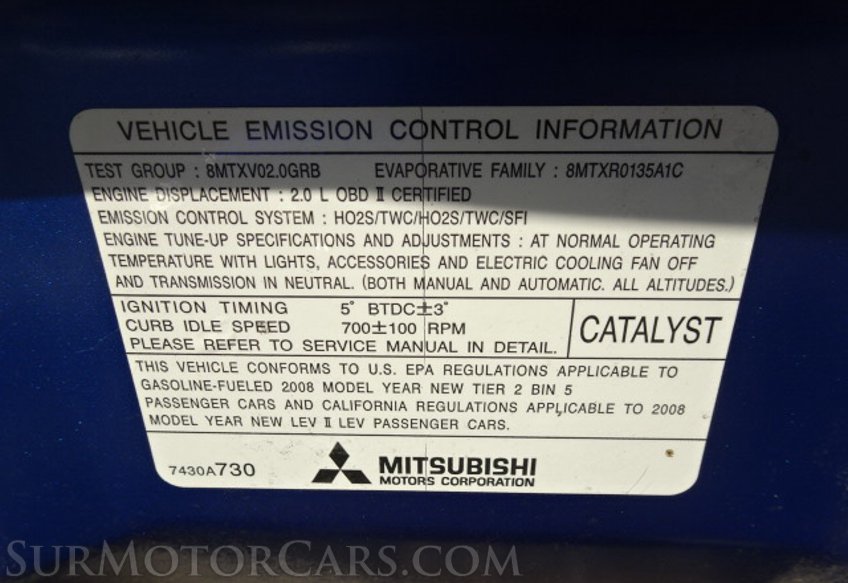 VEHICLE EMISSION CONTROL INFORMATION
TEST GROUP : 8MTXV02.0GRB EVAPORATIVE FAMILY : 8MTXR0135A1C
ENGINE DISPLACEMENT : 2.0 L OBD II CERTIFIED
EMISSION CONTROL SYSTEM : HO2S/TWC/HO2S/TWC/SFI
ENGINE TUNE-UP SPECIFICATIONS AND ADJUSTMENTS : AT NORMAL OPERATING
TEMPERATURE WITH LIGHTS, ACCESSORIES AND ELECTRIC COOLING FAN OFF
AND TRANSMISSION IN NEUTRAL. (BOTH MANUAL AND AUTOMATIC. ALL ALTITUDES.)
IGNITION TIMING 5° BTDC±3°
CURB IDLE SPEED 700±100 RPM
PLEASE REFER TO SERVICE MANUAL IN DETAIL.
CATALYST
THIS VEHICLE CONFORMS TO U.S. EPA REGULATIONS APPLICABLE TO
GASOLINE-FUELED 2008 MODEL YEAR NEW TIER 2 BIN 5
PASSENGER CARS AND CALIFORNIA REGULATIONS APPLICABLE TO 2008
MODEL YEAR NEW LEV II LEV PASSENGER CARS.
7430A730
MITSUBISHI
MOTORS CORPORATION
SURMOTORCARS.COM